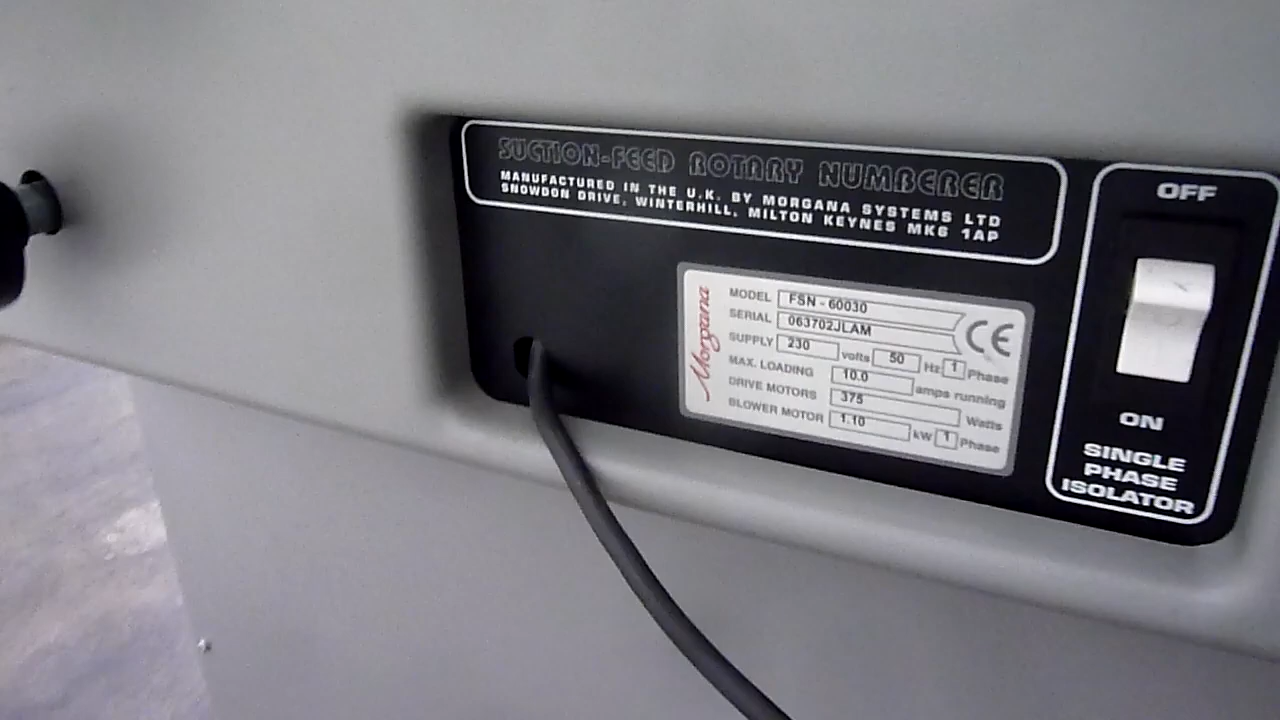 SUCTION-FEED ROTARY NUMBERER
MANUFACTURED IN THE U.K. BY MORGANA SYSTEMS LTD
SNOWDON DRIVE, WINTERHILL, MILTON KEYNES MK6 1AP
Morgana
MODEL FSN - 60030
SERIAL 063702JLAM
CE
SUPPLY 230 volts 50 Hz 1 Phase
MAX. LOADING 10.0 amps running
DRIVE MOTORS 375 Watts
BLOWER MOTOR 1.10 kW 1 Phase
OFF
ON
SINGLE
PHASE
ISOLATOR